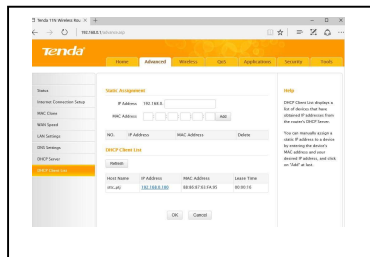 Tenda 11N Wireless Rou
192.168.0.1/advance.asp
Tenda
Home Advanced Wireless QoS Applications Security Tools
Status
Internet Connection Setup
MAC Clone
WAN Speed
LAN Settings
DNS Settings
DHCP Server
DHCP Client List
Static Assignment
IP Address 192.168.0.
MAC Address : : : : : Add
NO. IP Address MAC Address Delete
DHCP Client List
Refresh
Host Name IP Address MAC Address Lease Time
192.168.0.100
OK Cancel
Help
DHCP Client List displays a
list of devices that have
obtained IP addresses from
the router's DHCP Server.
You can manually assign a
static IP address to a device
by entering the device's
MAC address and your
desired IP address, and click
on "Add" at last.